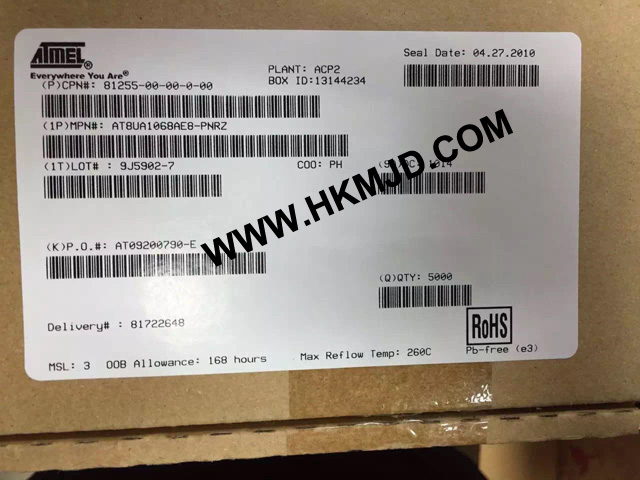 ATMEL®
Everywhere You Are®
Seal Date: 04.27.2010
PLANT: ACP2
BOX ID:13144234
(P)CPN#: 81255-00-00-0-00
(1P)MPN#: AT8UA1068AE8-PNRZ
(1T)LOT# : 9J5902-7
COO: PH
1014
WWW.HKMJD.COM
(K)P.O.#: AT09200790-E
(Q)QTY: 5000
Delivery# : 81722648
RoHS
Pb-free (e3)
MSL: 3 OOB Allowance: 168 hours Max Reflow Temp: 260C